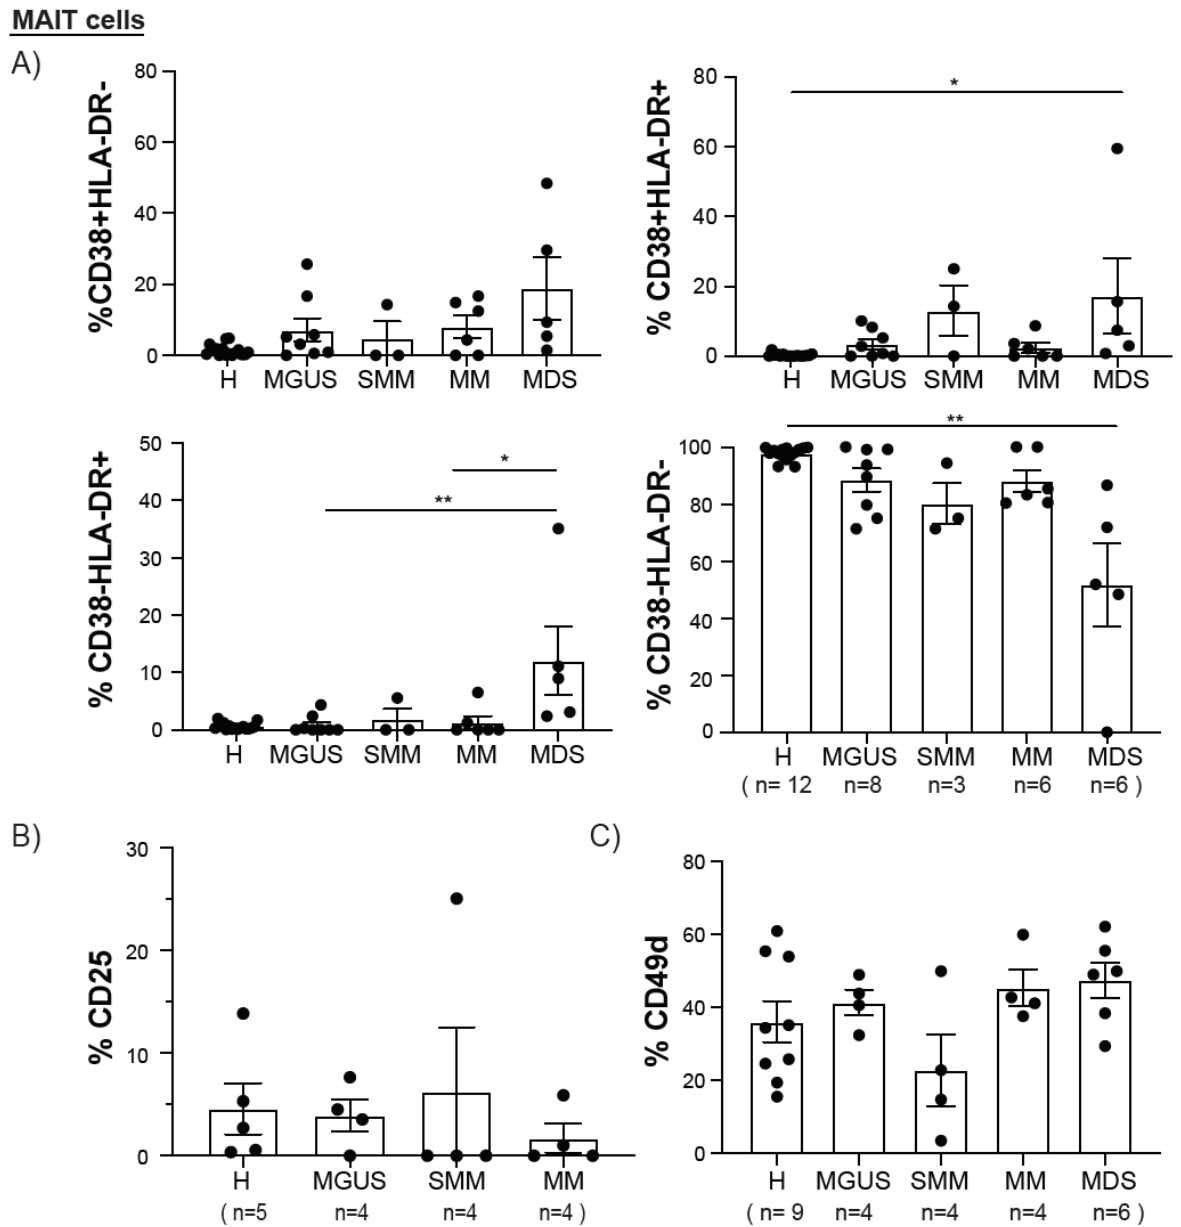 MAIT cells
A)
%CD38+HLA-DR-
80
60
40
20
0
H MGUS SMM MM MDS
% CD38+HLA-DR+
80
60
40
20
0
*
H MGUS SMM MM MDS
% CD38-HLA-DR+
50
40
30
20
10
0
*
**
H MGUS SMM MM MDS
% CD38-HLA-DR-
100
80
60
40
20
0
**
H MGUS SMM MM MDS
( n= 12 n=8 n=3 n=6 n=6 )
B)
% CD25
30
20
10
0
H MGUS SMM MM
( n=5 n=4 n=4 n=4 )
C)
% CD49d
80
60
40
20
0
H MGUS SMM MM MDS
( n= 9 n=4 n=4 n=4 n=6 )